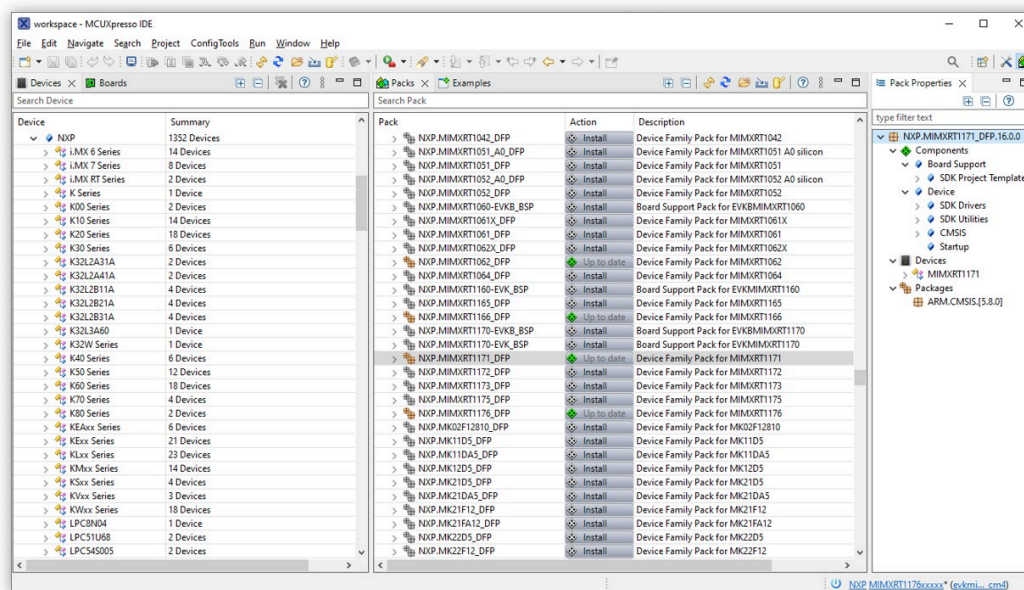 workspace - MCUXpresso IDE
File Edit Navigate Search Project ConfigTools Run Window Help
Devices Boards
Search Device
Device Summary
NXP 1352 Devices
i.MX 6 Series 14 Devices
i.MX 7 Series 8 Devices
i.MX RT Series 2 Devices
K Series 1 Device
K00 Series 2 Devices
K10 Series 14 Devices
K20 Series 18 Devices
K30 Series 6 Devices
K32L2A31A 2 Devices
K32L2A41A 2 Devices
K32L2B11A 4 Devices
K32L2B21A 4 Devices
K32L2B31A 4 Devices
K32L3A60 1 Device
K32W Series 1 Device
K40 Series 6 Devices
K50 Series 12 Devices
K60 Series 18 Devices
K70 Series 4 Devices
K80 Series 2 Devices
KEAxx Series 6 Devices
KExx Series 21 Devices
KLxx Series 23 Devices
KMxx Series 14 Devices
KSxx Series 4 Devices
KVxx Series 3 Devices
KWxx Series 18 Devices
LPC8N04 1 Device
LPC51U68 2 Devices
LPC54S005 2 Devices
Packs Examples
Search Pack
Pack Action Description
NXP.MIMXRT1042_DFP Install Device Family Pack for MIMXRT1042
NXP.MIMXRT1051_A0_DFP Install Device Family Pack for MIMXRT1051 A0 silicon
NXP.MIMXRT1051_DFP Install Device Family Pack for MIMXRT1051
NXP.MIMXRT1052_A0_DFP Install Device Family Pack for MIMXRT1052 A0 silicon
NXP.MIMXRT1052_DFP Install Device Family Pack for MIMXRT1052
NXP.MIMXRT1060-EVKB_BSP Install Board Support Pack for EVKBMIMXRT1060
NXP.MIMXRT1061X_DFP Install Device Family Pack for MIMXRT1061X
NXP.MIMXRT1061_DFP Install Device Family Pack for MIMXRT1061
NXP.MIMXRT1062X_DFP Install Device Family Pack for MIMXRT1062X
NXP.MIMXRT1062_DFP Up to date Device Family Pack for MIMXRT1062
NXP.MIMXRT1064_DFP Install Device Family Pack for MIMXRT1064
NXP.MIMXRT1160-EVK_BSP Install Board Support Pack for EVKMIMXRT1160
NXP.MIMXRT1165_DFP Install Device Family Pack for MIMXRT1165
NXP.MIMXRT1166_DFP Up to date Device Family Pack for MIMXRT1166
NXP.MIMXRT1170-EVKB_BSP Install Board Support Pack for EVKBMIMXRT1170
NXP.MIMXRT1170-EVK_BSP Install Board Support Pack for EVKMIMXRT1170
NXP.MIMXRT1171_DFP Up to date Device Family Pack for MIMXRT1171
NXP.MIMXRT1172_DFP Install Device Family Pack for MIMXRT1172
NXP.MIMXRT1173_DFP Install Device Family Pack for MIMXRT1173
NXP.MIMXRT1175_DFP Install Device Family Pack for MIMXRT1175
NXP.MIMXRT1176_DFP Up to date Device Family Pack for MIMXRT1176
NXP.MK02F12810_DFP Install Device Family Pack for MK02F12810
NXP.MK11D5_DFP Install Device Family Pack for MK11D5
NXP.MK11DA5_DFP Install Device Family Pack for MK11DA5
NXP.MK12D5_DFP Install Device Family Pack for MK12D5
NXP.MK21D5_DFP Install Device Family Pack for MK21D5
NXP.MK21DA5_DFP Install Device Family Pack for MK21DA5
NXP.MK21F12_DFP Install Device Family Pack for MK21F12
NXP.MK21FA12_DFP Install Device Family Pack for MK21FA12
NXP.MK22D5_DFP Install Device Family Pack for MK22D5
NXP.MK22F12_DFP Install Device Family Pack for MK22F12
Pack Properties
type filter text
NXP.MIMXRT1171_DFP.16.0.0
Components
Board Support
SDK Project Template
Device
SDK Drivers
SDK Utilities
CMSIS
Startup
Devices
MIMXRT1171
Packages
ARM.CMSIS.[5.8.0]
NXP MIMXRT1176xxxxx* (evkmi... cm4)